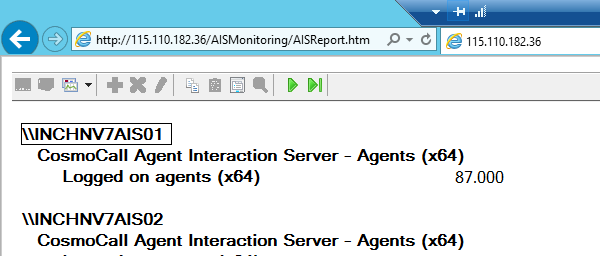 http://115.110.182.36/AISMonitoring/AISReport.htm
115.110.182.36
\\INCHNV7AIS01
CosmoCall Agent Interaction Server - Agents (x64)
Logged on agents (x64) 87.000
\\INCHNV7AIS02
CosmoCall Agent Interaction Server - Agents (x64)